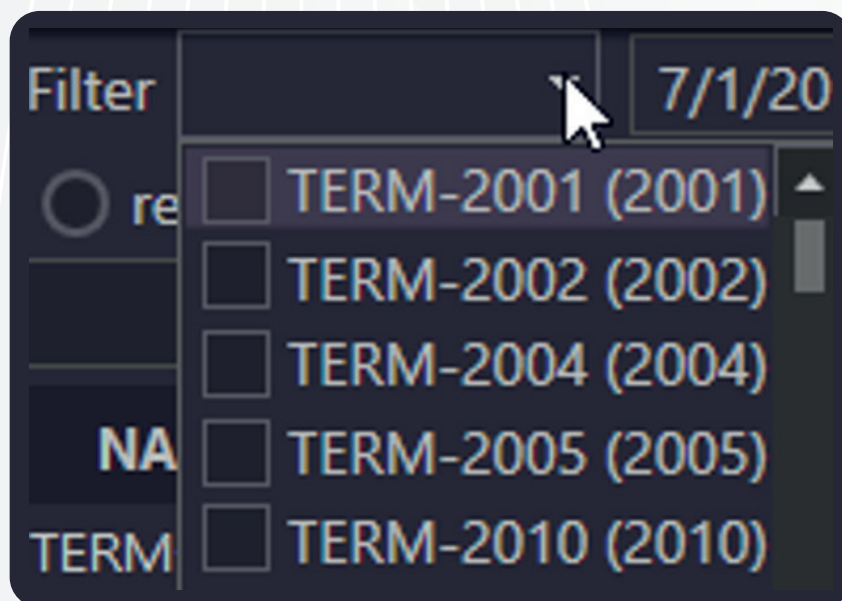 Filter 7/1/20
re TERM-2001 (2001)
TERM-2002 (2002)
TERM-2004 (2004)
NA TERM-2005 (2005)
TERM TERM-2010 (2010)